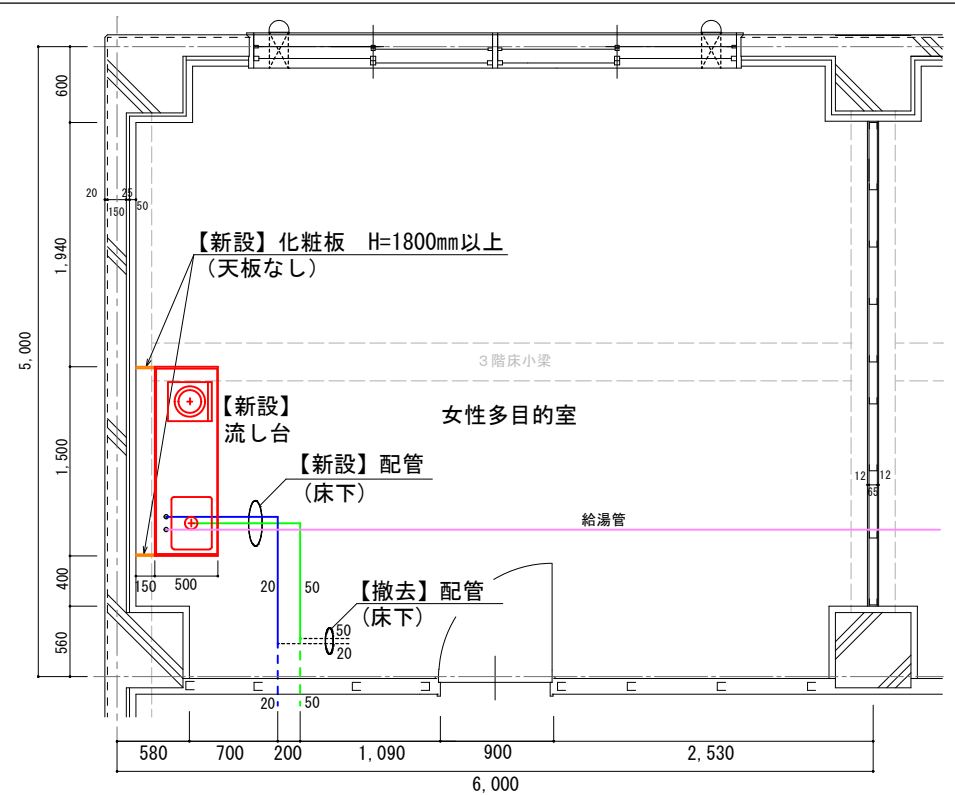 600
20
25
150
50
【新設】化粧板 H=1800mm以上
(天板なし)
1,940
5,000
3階床小梁
【新設】
流し台
女性多目的室
1,500
【新設】配管
(床下)
12
12
65
給湯管
150
500
400
20
50
【撤去】配管
(床下)
50
20
560
20
50
580
700
200
1,090
900
2,530
6,000